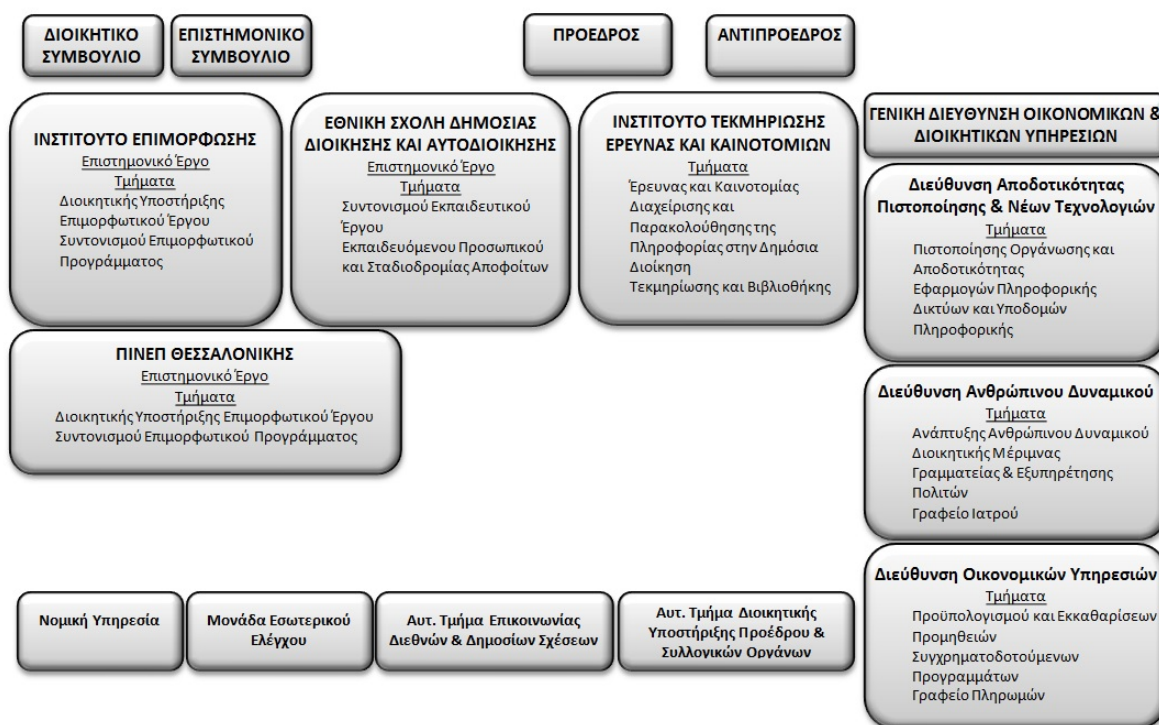 ΔΙΟΙΚΗΤΙΚΟ
ΣΥΜΒΟΥΛΙΟ
ΕΠΙΣΤΗΜΟΝΙΚΟ
ΣΥΜΒΟΥΛΙΟ
ΠΡΟΕΔΡΟΣ
ΑΝΤΙΠΡΟΕΔΡΟΣ
ΙΝΣΤΙΤΟΥΤΟ ΕΠΙΜΟΡΦΩΣΗΣ
Επιστημονικό Έργο
Τμήματα
Διοικητικής Υποστήριξης
Επιμορφωτικού Έργου
Συντονισμού Επιμορφωτικού
Προγράμματος
ΕΘΝΙΚΗ ΣΧΟΛΗ ΔΗΜΟΣΙΑΣ
ΔΙΟΙΚΗΣΗΣ ΚΑΙ ΑΥΤΟΔΙΟΙΚΗΣΗΣ
Επιστημονικό Έργο
Τμήματα
Συντονισμού Εκπαιδευτικού
Έργου
Εκπαιδευόμενου Προσωπικού
και Σταδιοδρομίας Αποφοίτων
ΙΝΣΤΙΤΟΥΤΟ ΤΕΚΜΗΡΙΩΣΗΣ
ΕΡΕΥΝΑΣ ΚΑΙ ΚΑΙΝΟΤΟΜΙΩΝ
Τμήματα
Έρευνας και Καινοτομίας
Διαχείρισης και
Παρακολούθησης της
Πληροφορίας στην Δημόσια
Διοίκηση
Τεκμηρίωσης και Βιβλιοθήκης
ΓΕΝΙΚΗ ΔΙΕΥΘΥΝΣΗ ΟΙΚΟΝΟΜΙΚΩΝ &
ΔΙΟΙΚΗΤΙΚΩΝ ΥΠΗΡΕΣΙΩΝ
Διεύθυνση Αποδοτικότητας
Πιστοποίησης & Νέων Τεχνολογιών
Τμήματα
Πιστοποίησης Οργάνωσης και
Αποδοτικότητας
Εφαρμογών Πληροφορικής
Δικτύων και Υποδομών
Πληροφορικής
ΠΙΝΕΠ ΘΕΣΣΑΛΟΝΙΚΗΣ
Επιστημονικό Έργο
Τμήματα
Διοικητικής Υποστήριξης Επιμορφωτικού Έργου
Συντονισμού Επιμορφωτικού Προγράμματος
Διεύθυνση Ανθρώπινου Δυναμικού
Τμήματα
Ανάπτυξης Ανθρώπινου Δυναμικού
Διοικητικής Μέριμνας
Γραμματείας & Εξυπηρέτησης
Πολιτών
Γραφείο Ιατρού
Διεύθυνση Οικονομικών Υπηρεσιών
Τμήματα
Προϋπολογισμού και Εκκαθαρίσεων
Προμηθειών
Συγχρηματοδοτούμενων
Προγραμμάτων
Γραφείο Πληρωμών
Νομική Υπηρεσία
Μονάδα Εσωτερικού
Ελέγχου
Αυτ. Τμήμα Επικοινωνίας
Διεθνών & Δημοσίων Σχέσεων
Αυτ. Τμήμα Διοικητικής
Υποστήριξης Προέδρου &
Συλλογικών Οργάνων